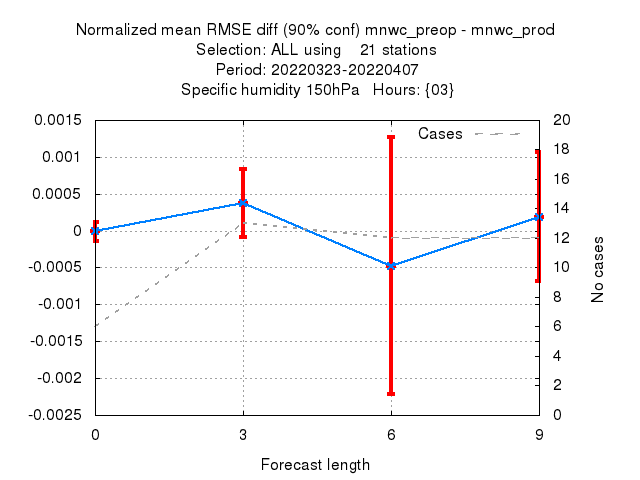 Normalized mean RMSE diff (90% conf) mnwc_preop - mnwc_prod
Selection: ALL using    21 stations
Period: 20220323-20220407
Specific humidity 150hPa   Hours: {03}
0.0015
0.001
0.0005
0
-0.0005
-0.001
-0.0015
-0.002
-0.0025
Cases
20
18
16
14
12
10
8
6
4
2
0
No cases
0 3 6 9
Forecast length